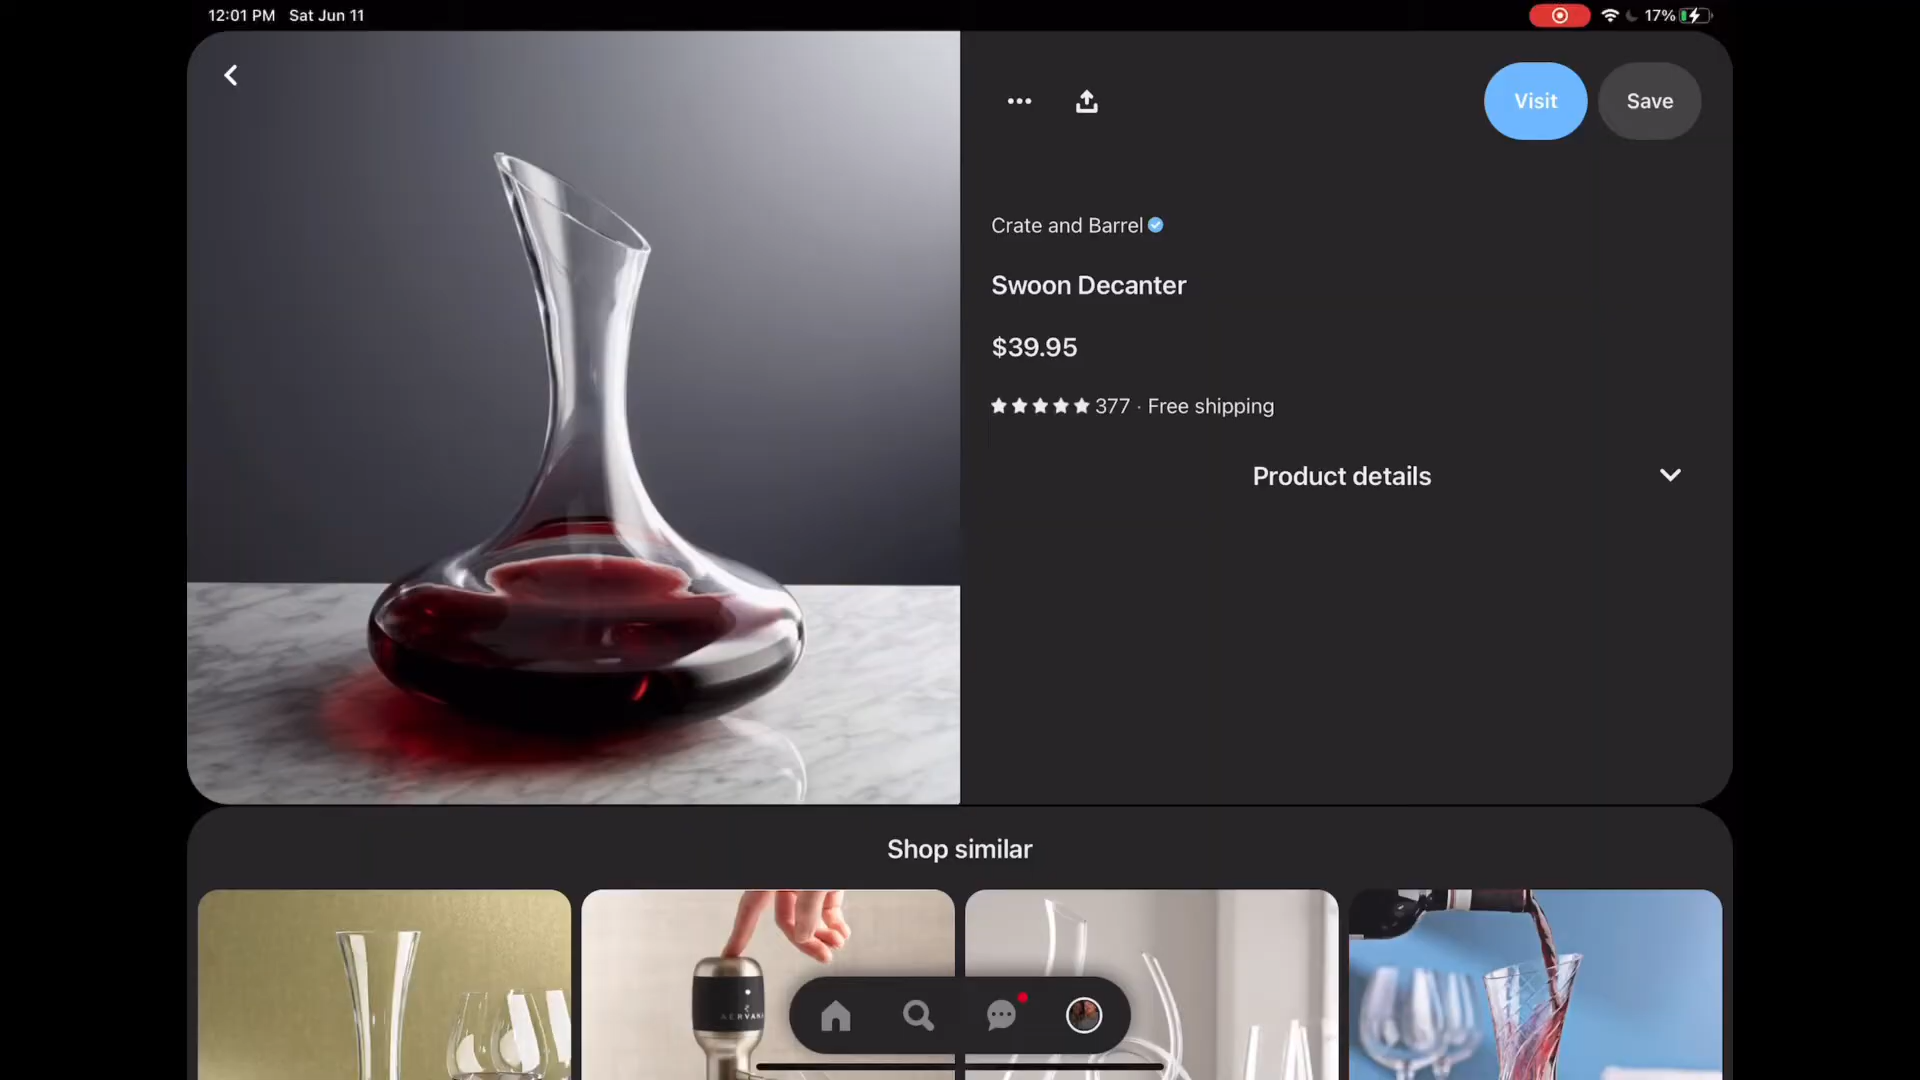 12:01 PM Sat Jun 11
17%
Visit
Save
Crate and Barrel
Swoon Decanter
$39.95
377 · Free shipping
Product details
Shop similar